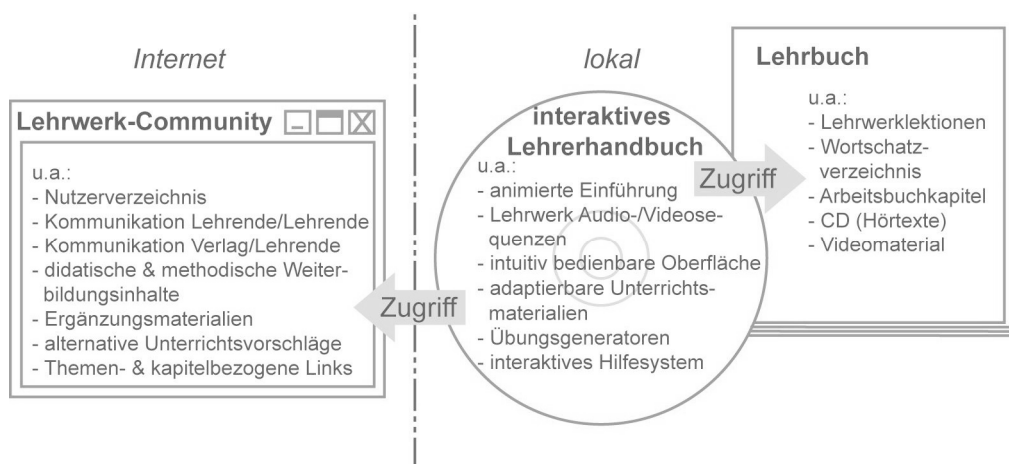 Internet
Lehrwerk-Community
u.a.:
- Nutzerverzeichnis
- Kommunikation Lehrende/Lehrende
- Kommunikation Verlag/Lehrende
- didatische & methodische Weiter-
bildungsinhalte
- Ergänzungsmaterialien
- alternative Unterrichtsvorschläge
- Themen- & kapitelbezogene Links
Zugriff
lokal
interaktives
Lehrerhandbuch
u.a.:
- animierte Einführung
- Lehrwerk Audio-/Videose-
quenzen
- intuitiv bedienbare Oberfläche
- adaptierbare Unterrichts-
materialien
- Übungsgeneratoren
- interaktives Hilfesystem
Zugriff
Lehrbuch
u.a.:
- Lehrwerklektionen
- Wortschatz-
verzeichnis
- Arbeitsbuchkapitel
- CD (Hörtexte)
- Videomaterial